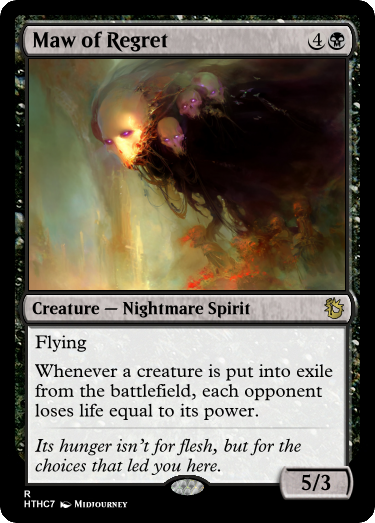 Maw of Regret 4
Creature — Nightmare Spirit
Flying
Whenever a creature is put into exile
from the battlefield, each opponent
loses life equal to its power.
Its hunger isn't for flesh, but for the
choices that led you here.
5/3
R
HTHC7 Midjourney